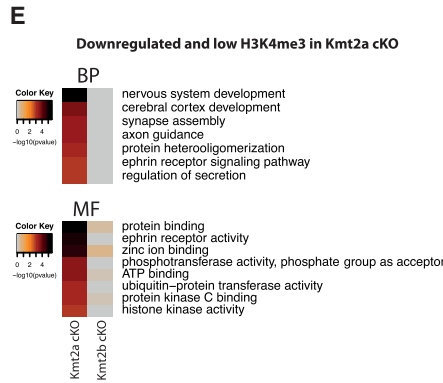 E
Downregulated and low H3K4me3 in Kmt2a cKO
BP
Color Key
0 2 4
−log10(pvalue)
nervous system development
cerebral cortex development
synapse assembly
axon guidance
protein heterooligomerization
ephrin receptor signaling pathway
regulation of secretion
MF
Color Key
0 2 4
−log10(pvalue)
protein binding
ephrin receptor activity
zinc ion binding
phosphotransferase activity, phosphate group as acceptor
ATP binding
ubiquitin−protein transferase activity
protein kinase C binding
histone kinase activity
Kmt2a cKO
Kmt2b cKO